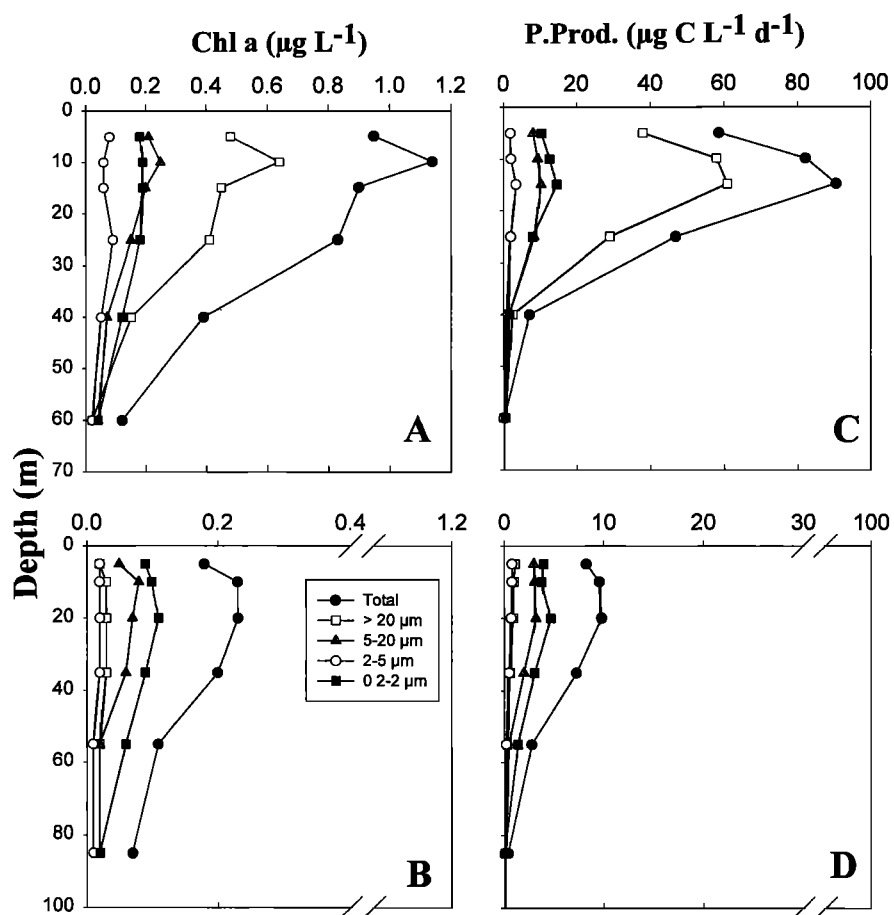 Chl a (µg L-1)
P.Prod. (µg C L-1 d-1)
0.0 0.2 0.4 0.6 0.8 1.0 1.2
0 20 40 60 80 100
0
10
20
30
40
50
60
70
A
C
Depth (m)
0.0 0.2 0.4 1.2
0 10 20 30 100
0
20
40
60
80
100
Total
> 20 µm
5-20 µm
2-5 µm
0 2-2 µm
B
D